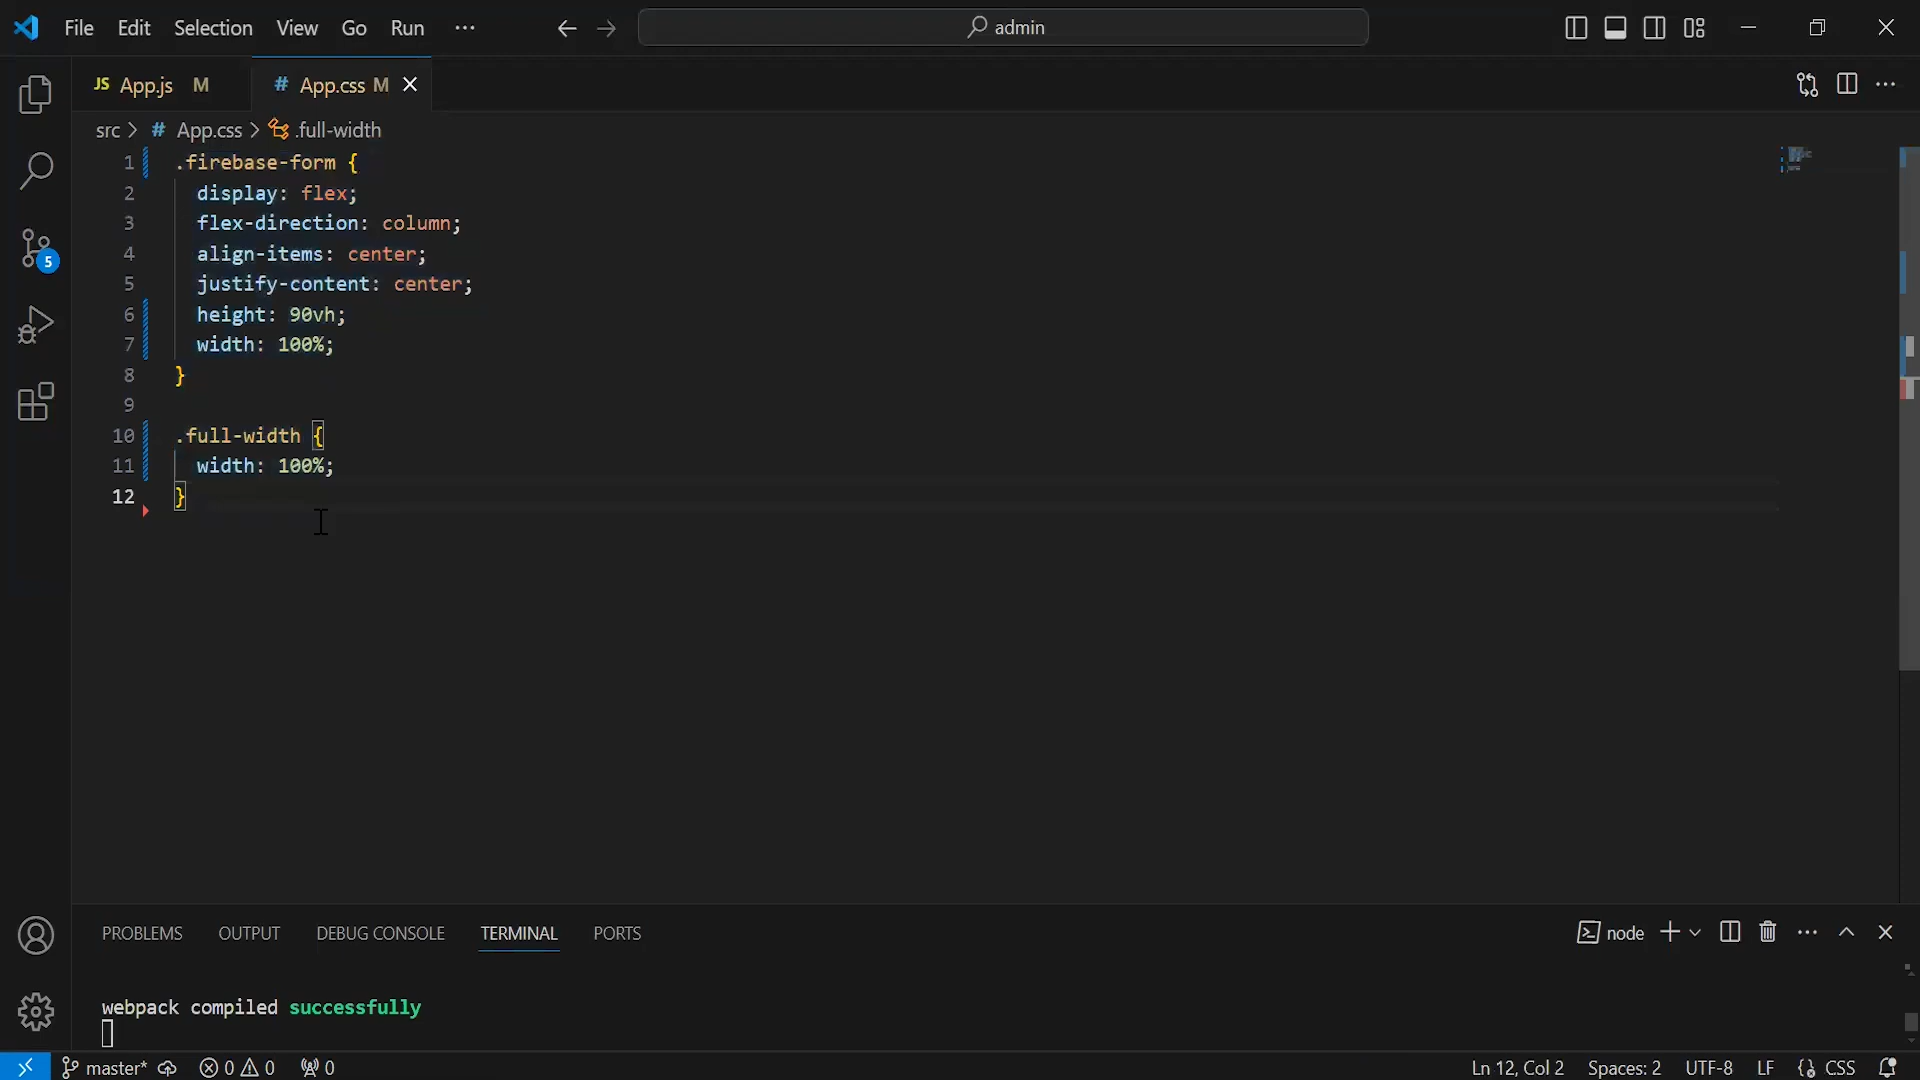 File Edit Selection View Go Run ··· admin
JS App.js M # App.css M
src > # App.css > .full-width
1 .firebase-form {
2 display: flex;
3 flex-direction: column;
4 align-items: center;
5 justify-content: center;
6 height: 90vh;
7 width: 100%;
8 }
9
10 .full-width {
11 width: 100%;
12 }
5
PROBLEMS OUTPUT DEBUG CONSOLE TERMINAL PORTS node
webpack compiled successfully
master* 0 0 0 Ln 12, Col 2 Spaces: 2 UTF-8 LF {} CSS